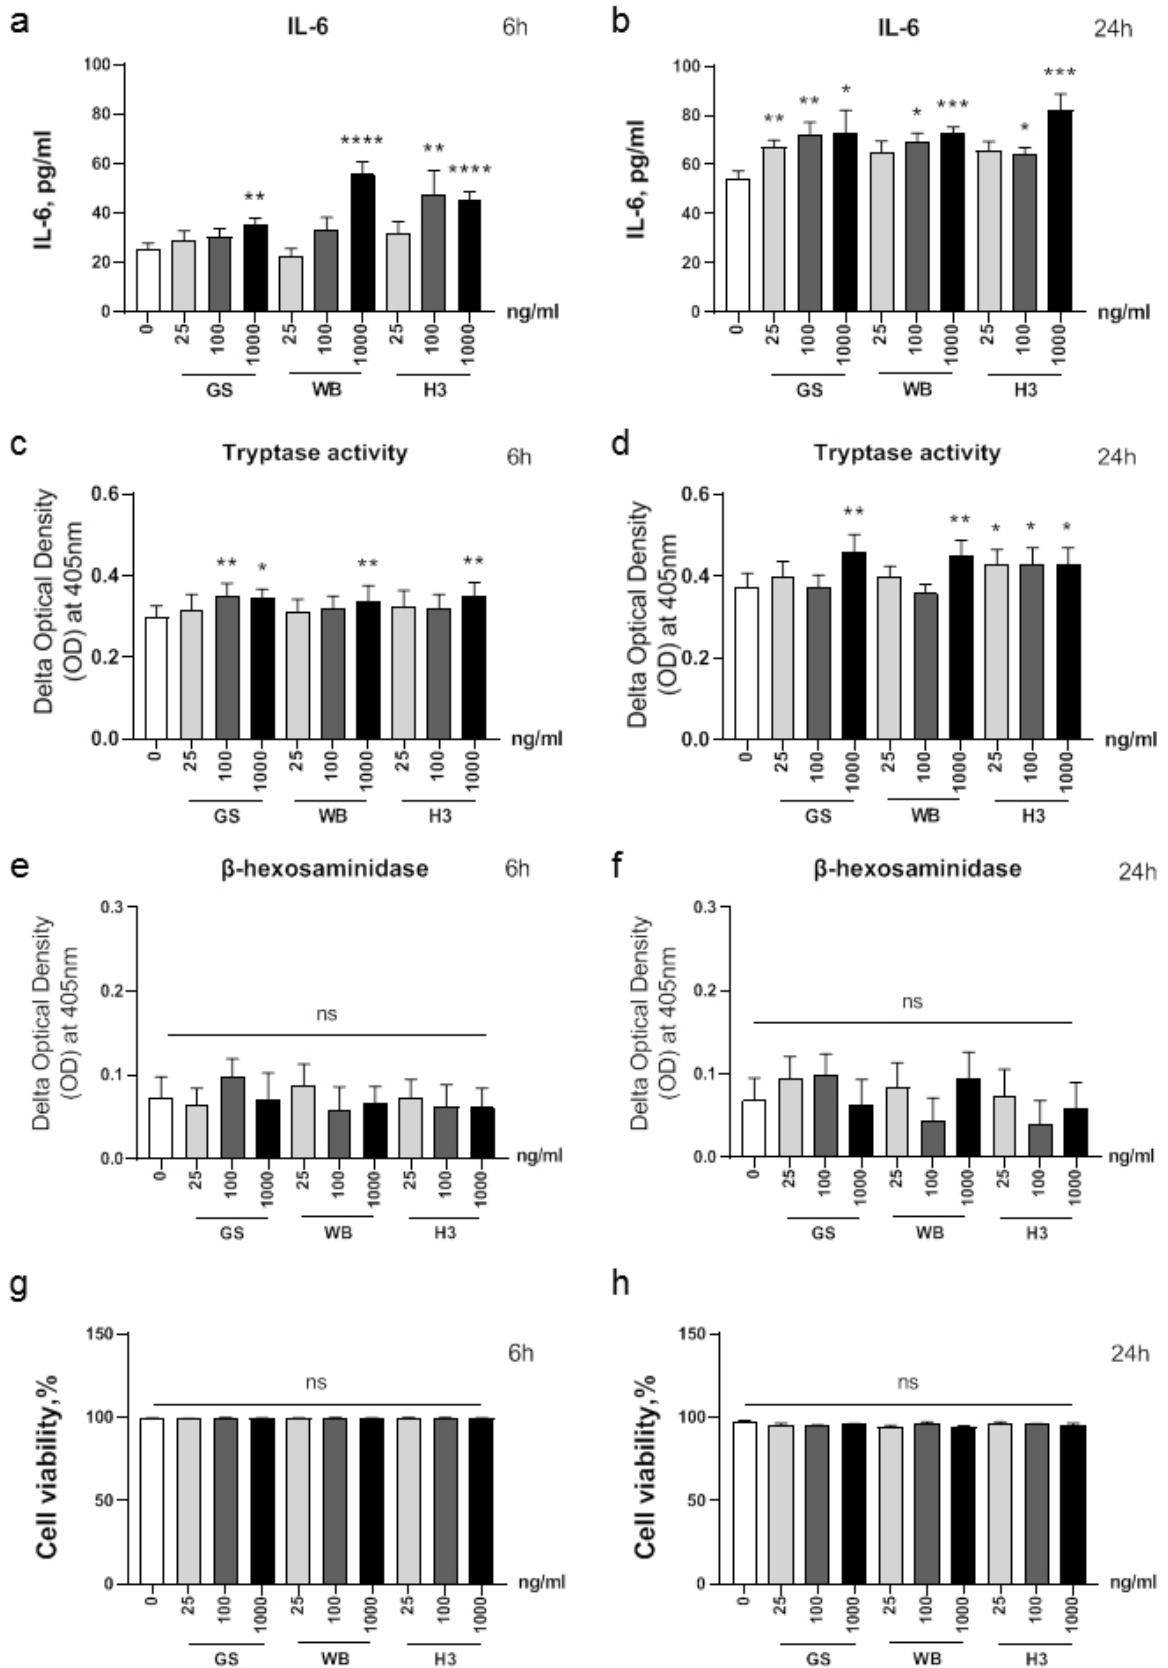 a
IL-6
6h
IL-6, pg/ml
100
80
60
40
20
0
** **** ** ****
0 25 100 1000 25 100 1000 25 100 1000 ng/ml
GS WB H3
b
IL-6
24h
IL-6, pg/ml
100
80
60
40
20
0
** ** * * *** * ***
0 25 100 1000 25 100 1000 25 100 1000 ng/ml
GS WB H3
c
Tryptase activity
6h
Delta Optical Density
(OD) at 405nm
0.6
0.4
0.2
0.0
** * ** **
0 25 100 1000 25 100 1000 25 100 1000 ng/ml
GS WB H3
d
Tryptase activity
24h
Delta Optical Density
(OD) at 405nm
0.6
0.4
0.2
0.0
** ** * * *
0 25 100 1000 25 100 1000 25 100 1000 ng/ml
GS WB H3
e
β-hexosaminidase
6h
Delta Optical Density
(OD) at 405nm
0.3
0.2
0.1
0.0
ns
0 25 100 1000 25 100 1000 25 100 1000 ng/ml
GS WB H3
f
β-hexosaminidase
24h
Delta Optical Density
(OD) at 405nm
0.3
0.2
0.1
0.0
ns
0 25 100 1000 25 100 1000 25 100 1000 ng/ml
GS WB H3
g
6h
Cell viability,%
150
100
50
0
ns
0 25 100 1000 25 100 1000 25 100 1000 ng/ml
GS WB H3
h
24h
Cell viability,%
150
100
50
0
ns
0 25 100 1000 25 100 1000 25 100 1000 ng/ml
GS WB H3